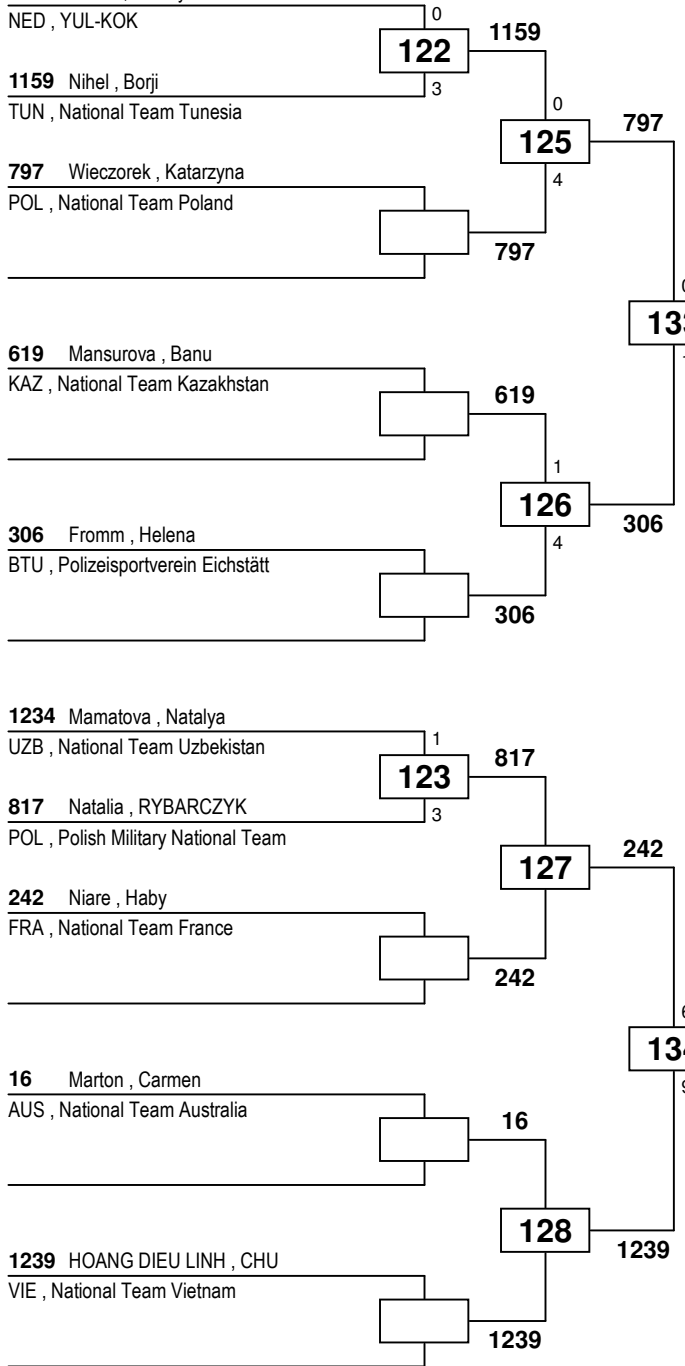 NED , YUL-KOK
0
122
1159
1159 Nihel , Borji
3
TUN , National Team Tunesia
0
125
797
797 Wieczorek , Katarzyna
4
POL , National Team Poland
797
619 Mansurova , Banu
KAZ , National Team Kazakhstan
619
1
126
306
306 Fromm , Helena
4
BTU , Polizeisportverein Eichstätt
306
1234 Mamatova , Natalya
UZB , National Team Uzbekistan
1
123
817
817 Natalia , RYBARCZYK
3
POL , Polish Military National Team
127
242
242 Niare , Haby
FRA , National Team France
242
16 Marton , Carmen
AUS , National Team Australia
16
128
1239
1239 HOANG DIEU LINH , CHU
VIE , National Team Vietnam
1239